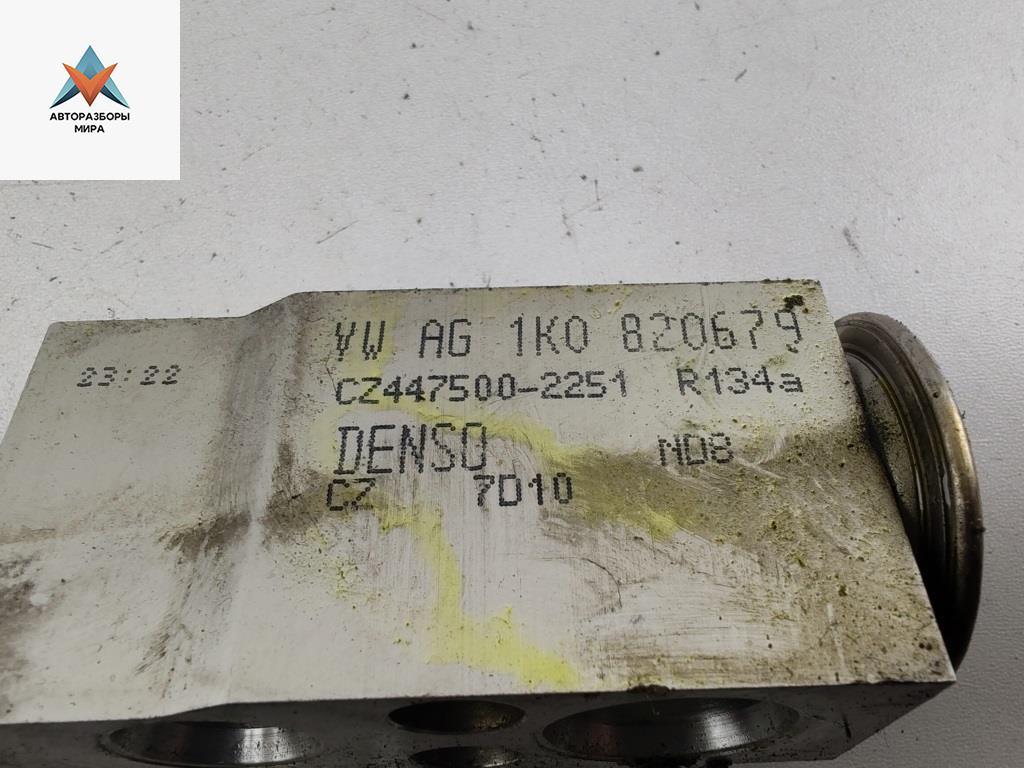 АВТОРАЗБОРЫ
МИРА
VW AG 1K0 820679
23:22
CZ447500-2251 R134a
DENSO ND8
CZ 7D10